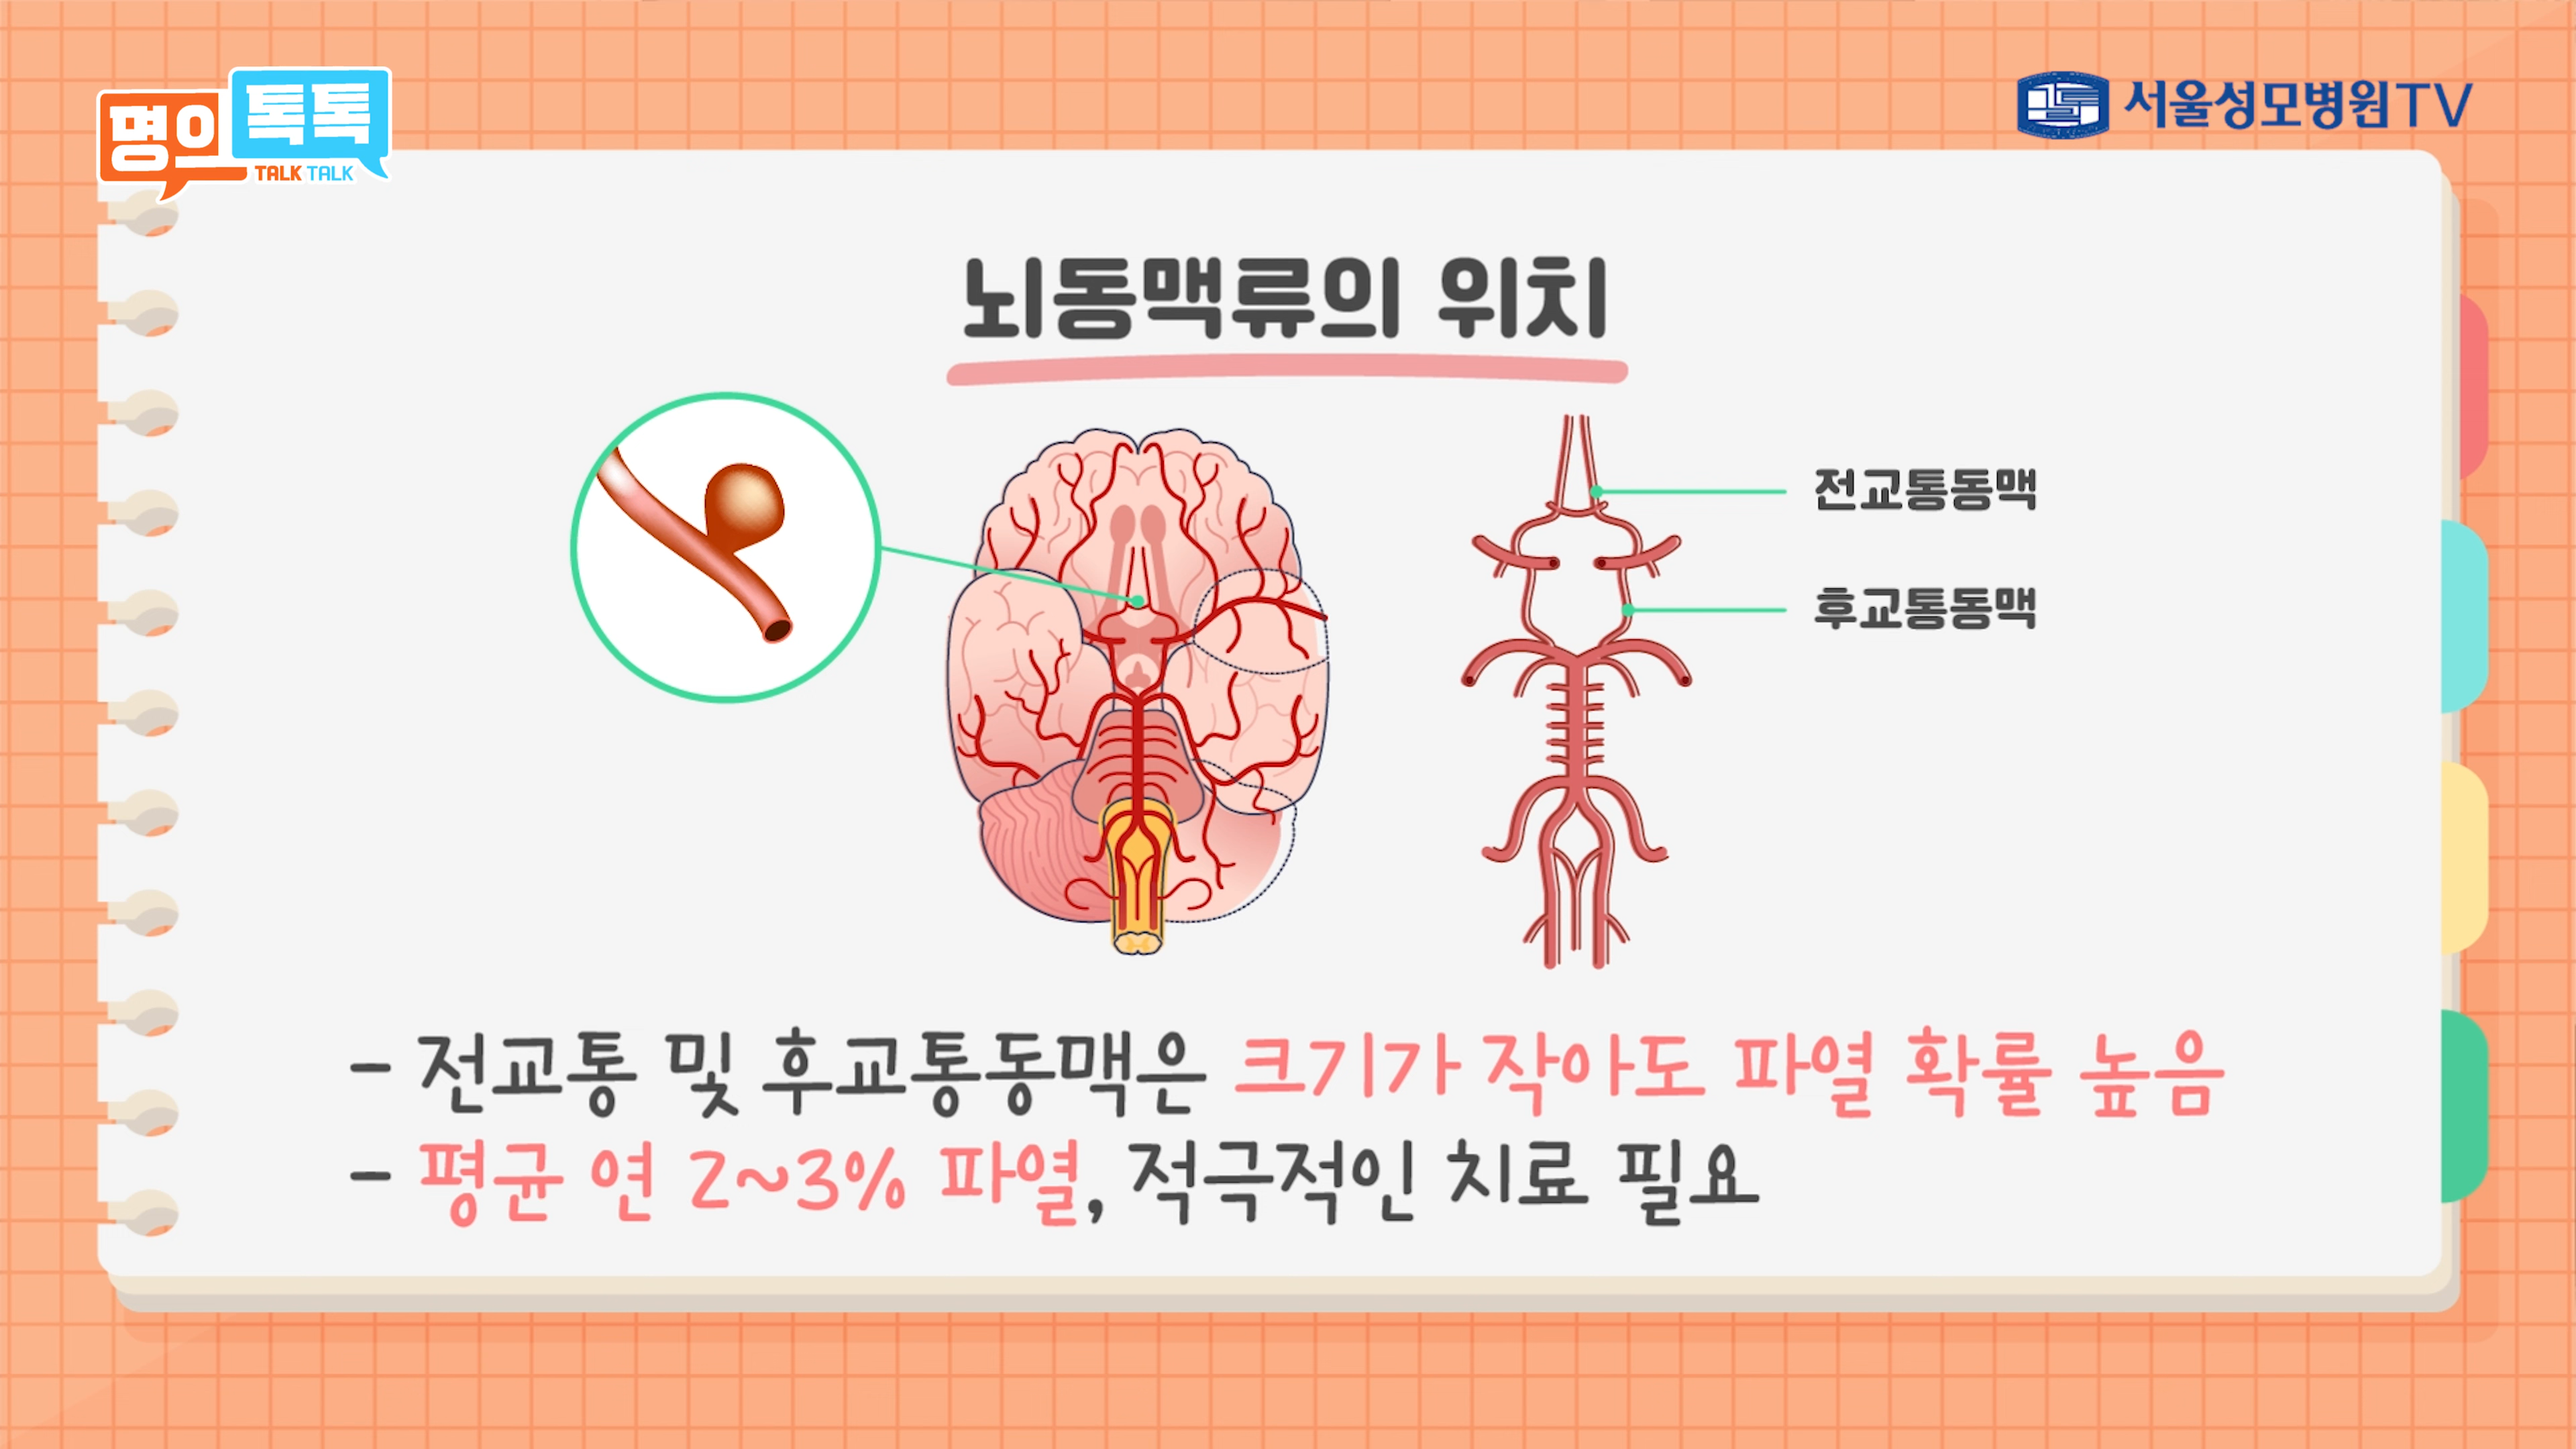 명의톡톡
TALK TALK
서울성모병원TV
뇌동맥류의 위치
전교통동맥
후교통동맥
- 전교통 및 후교통동맥은 크기가 작아도 파열 확률 높음
- 평균 연 2~3% 파열, 적극적인 치료 필요